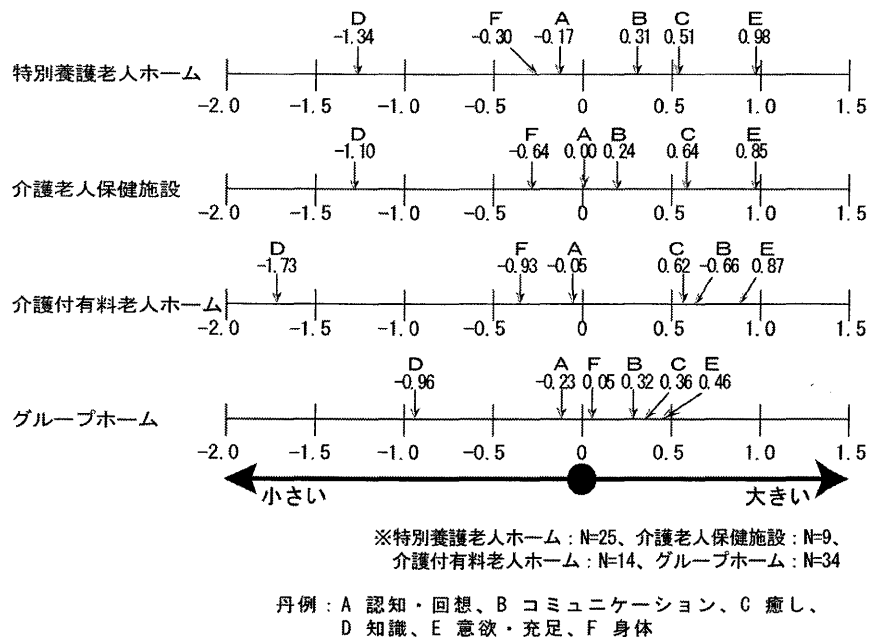 D F A B C E
-1.34 -0.30 -0.17 0.31 0.51 0.98
特別養護老人ホーム
-2.0 -1.5 -1.0 -0.5 0 0.5 1.0 1.5
D F A B C E
-1.10 -0.64 0.00 0.24 0.64 0.85
介護老人保健施設
-2.0 -1.5 -1.0 -0.5 0 0.5 1.0 1.5
D F A C B E
-1.73 -0.93 -0.05 0.62 -0.66 0.87
介護付有料老人ホーム
-2.0 -1.5 -1.0 -0.5 0 0.5 1.0 1.5
D A F B C E
-0.96 -0.23 0.05 0.32 0.36 0.46
グループホーム
-2.0 -1.5 -1.0 -0.5 0 0.5 1.0 1.5
小さい 大きい
※特別養護老人ホーム:N=25、介護老人保健施設:N=9、
介護付有料老人ホーム:N=14、グループホーム:N=34
丹例:A 認知・回想、B コミュニケーション、C 癒し、
D 知識、E 意欲・充足、F 身体